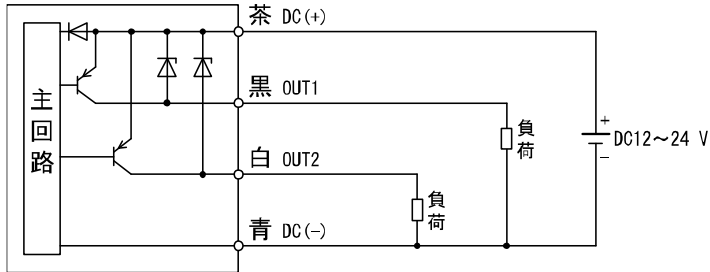 茶 DC(+)
主回路
黒 OUT1
負荷
+
DC12～24 V
−
白 OUT2
負荷
青 DC(−)